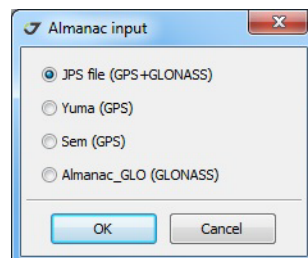 Almanac input
JPS file (GPS+GLONASS)
Yuma (GPS)
Sem (GPS)
Almanac_GLO (GLONASS)
OK Cancel